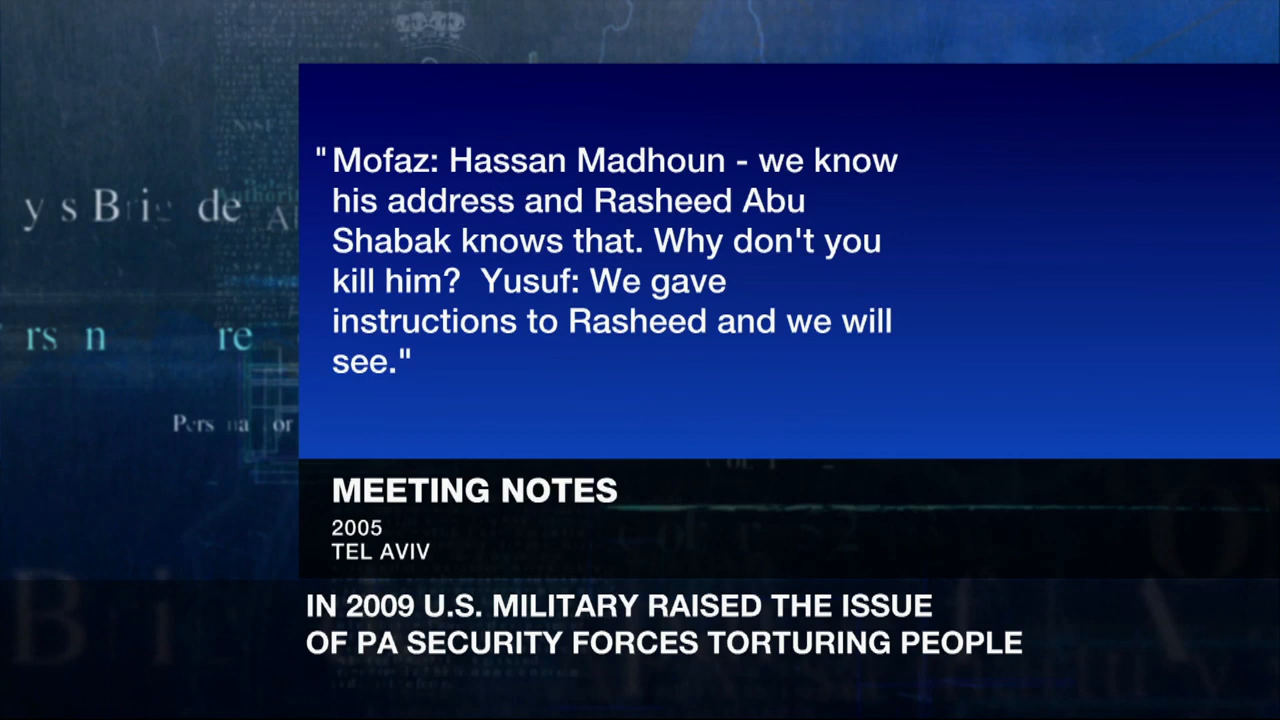 "Mofaz: Hassan Madhoun - we know
his address and Rasheed Abu
Shabak knows that. Why don't you
kill him?  Yusuf: We gave
instructions to Rasheed and we will
see."
MEETING NOTES
2005
TEL AVIV
IN 2009 U.S. MILITARY RAISED THE ISSUE
OF PA SECURITY FORCES TORTURING PEOPLE